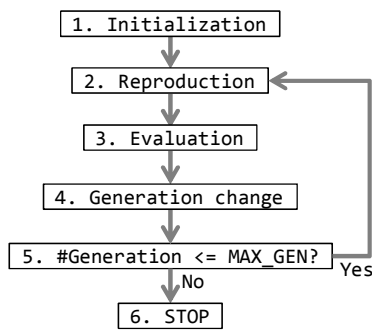 1. Initialization
2. Reproduction
3. Evaluation
4. Generation change
5. #Generation <= MAX_GEN?
Yes
No
6. STOP